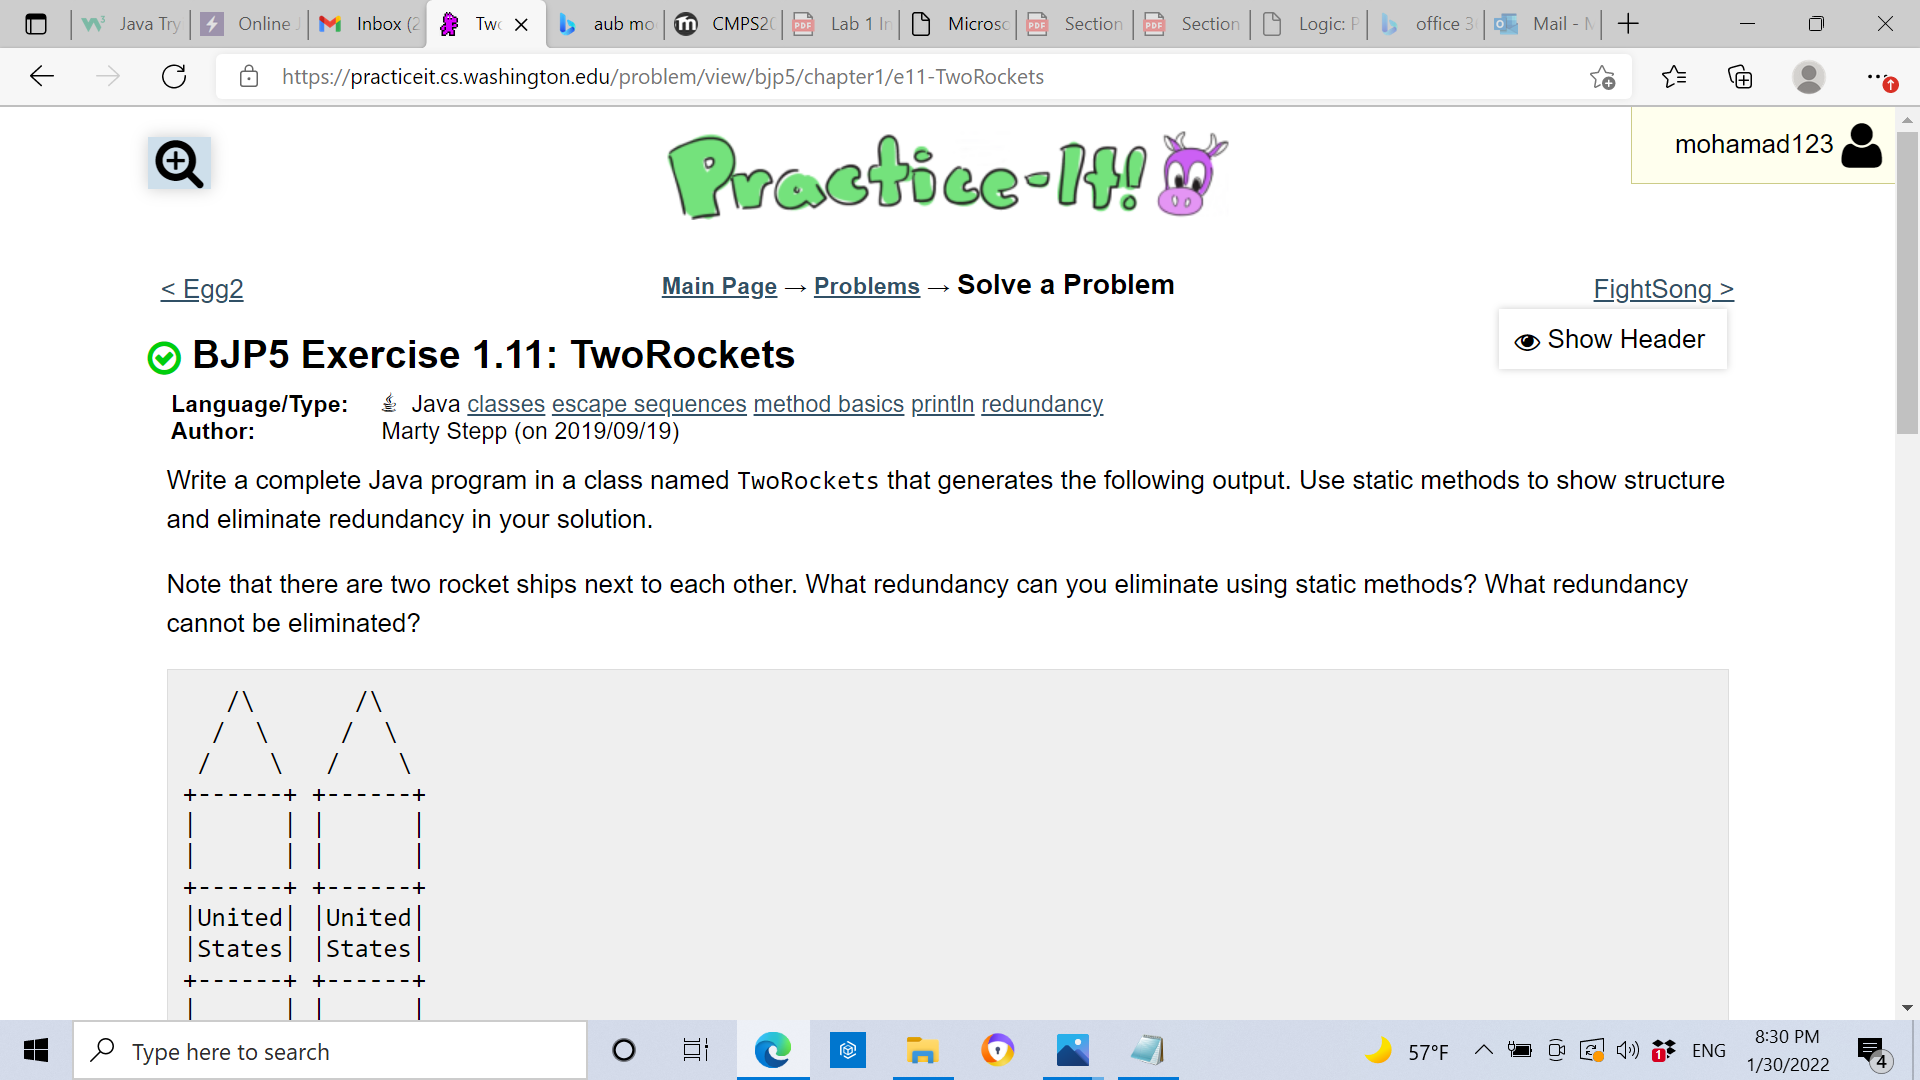 Java Try
Online J
Inbox (2
Tw
aub mo
CMPS20
Lab 1 In
Microso
Section
Section
Logic: P
office 3
Mail - M
https://practiceit.cs.washington.edu/problem/view/bjp5/chapter1/e11-TwoRockets
Practice-It!
mohamad123
< Egg2
Main Page → Problems → Solve a Problem
FightSong >
Show Header
BJP5 Exercise 1.11: TwoRockets
Language/Type: Java classes escape sequences method basics println redundancy
Author: Marty Stepp (on 2019/09/19)
Write a complete Java program in a class named TwoRockets that generates the following output. Use static methods to show structure
and eliminate redundancy in your solution.
Note that there are two rocket ships next to each other. What redundancy can you eliminate using static methods? What redundancy
cannot be eliminated?
   /\       /\
  /  \     /  \
 /    \   /    \
+------+ +------+
|      | |      |
|      | |      |
+------+ +------+
|United| |United|
|States| |States|
+------+ +------+
|      | |      |
Type here to search
57°F
1
ENG
8:30 PM
1/30/2022
4